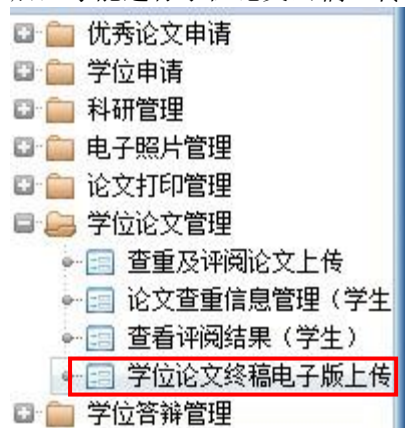 优秀论文申请
学位申请
科研管理
电子照片管理
论文打印管理
学位论文管理
查重及评阅论文上传
论文查重信息管理（学生
查看评阅结果（学生）
学位论文终稿电子版上传
学位答辩管理